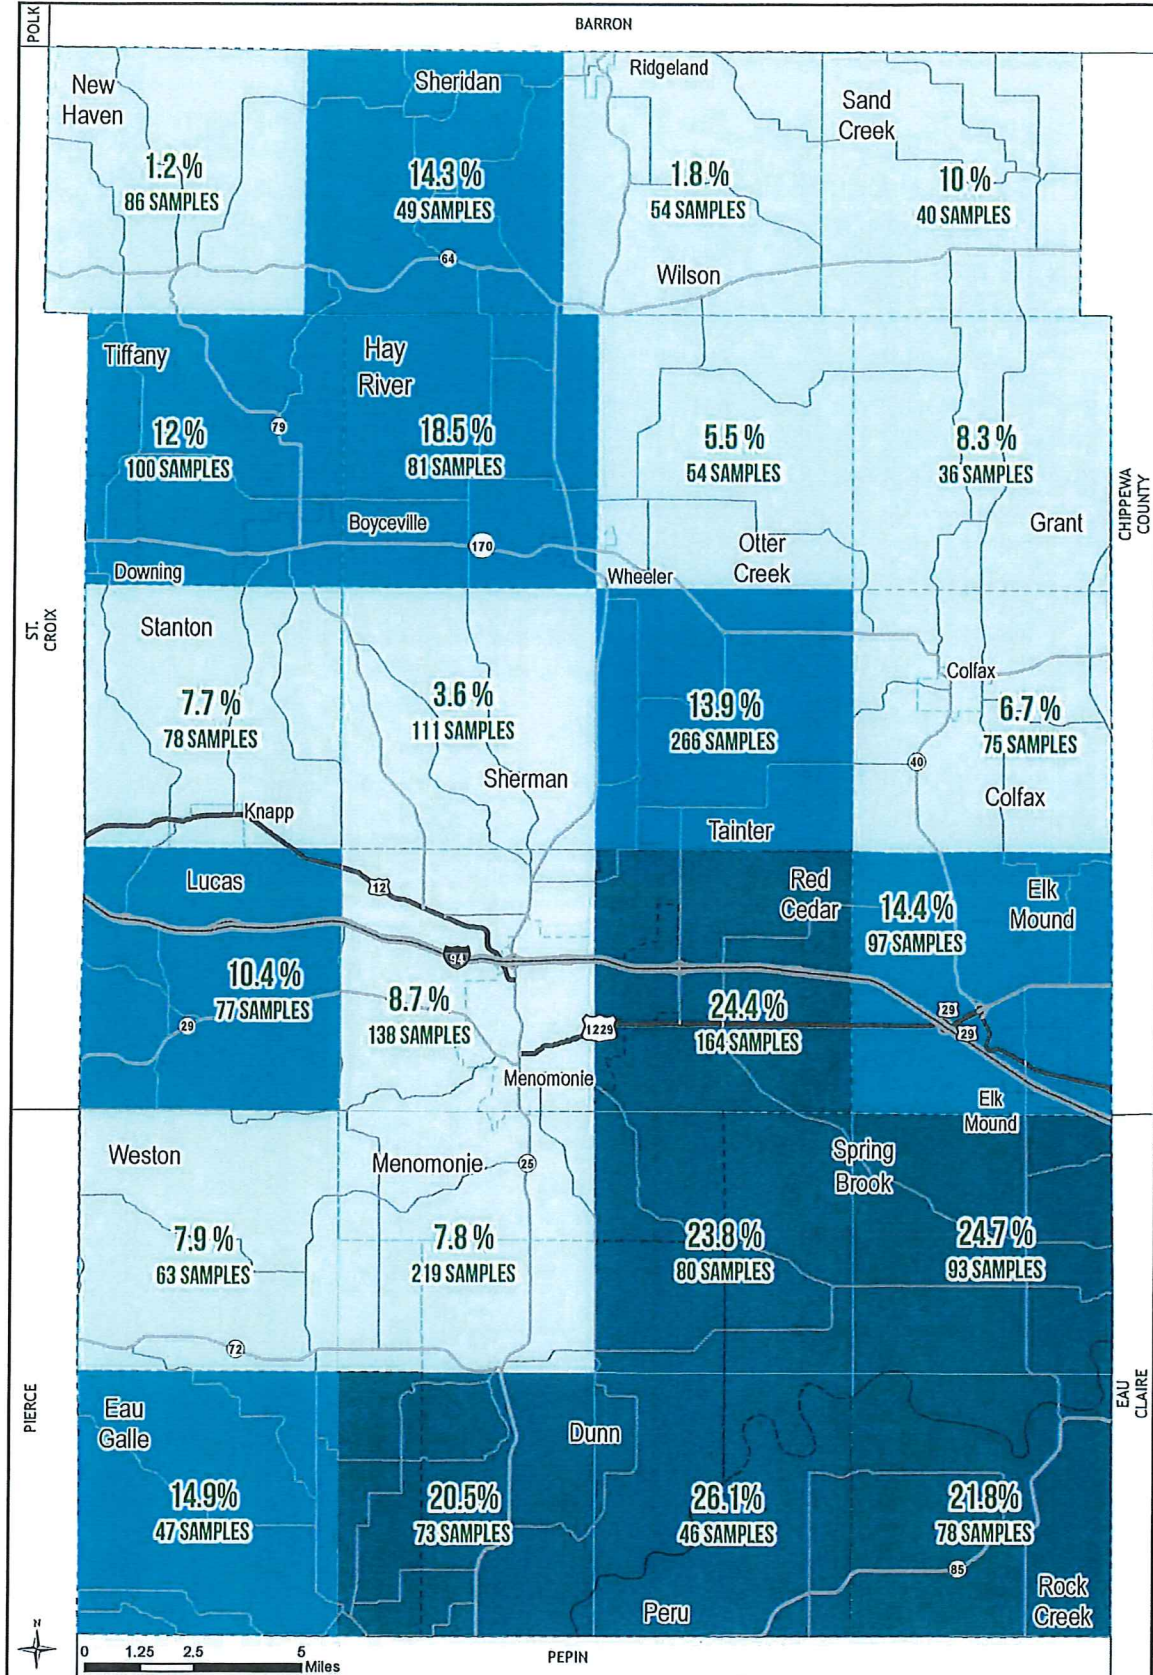 POLK
BARRON
New
Haven
1.2 %
86 SAMPLES
Sheridan
14.3 %
49 SAMPLES
64
Ridgeland
1.8 %
54 SAMPLES
Wilson
Sand
Creek
10 %
40 SAMPLES
Tiffany
12 %
100 SAMPLES
79
Hay
River
18.5 %
81 SAMPLES
Boyceville
170
Downing
5.5 %
54 SAMPLES
Otter
Creek
Wheeler
8.3 %
36 SAMPLES
Grant
CHIPPEWA
COUNTY
ST.
CROIX
Stanton
7.7 %
78 SAMPLES
Knapp
3.6 %
111 SAMPLES
Sherman
13.9 %
266 SAMPLES
Tainter
Colfax
6.7 %
75 SAMPLES
40
Colfax
Lucas
10.4 %
77 SAMPLES
29
12
94
8.7 %
138 SAMPLES
Menomonie
1229
Red
Cedar
24.4 %
164 SAMPLES
Elk
Mound
14.4 %
97 SAMPLES
29
29
Elk
Mound
Weston
7.9 %
63 SAMPLES
72
Menomonie
25
7.8 %
219 SAMPLES
23.8 %
80 SAMPLES
Spring
Brook
24.7 %
93 SAMPLES
PIERCE
Eau
Galle
14.9%
47 SAMPLES
20.5%
73 SAMPLES
Dunn
26.1%
46 SAMPLES
Peru
21.8%
78 SAMPLES
85
Rock
Creek
EAU
CLAIRE
N
0 1.25 2.5 5
Miles
PEPIN